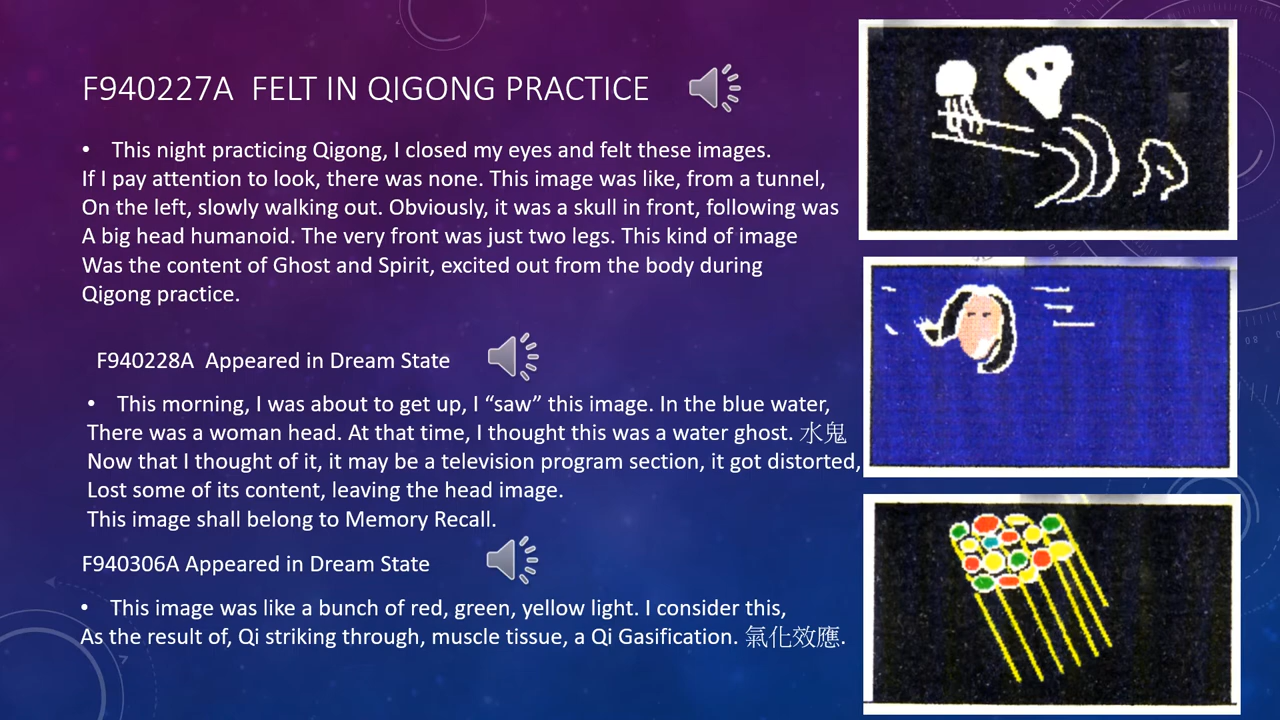 F940227A FELT IN QIGONG PRACTICE
• This night practicing Qigong, I closed my eyes and felt these images.
If I pay attention to look, there was none. This image was like, from a tunnel,
On the left, slowly walking out. Obviously, it was a skull in front, following was
A big head humanoid. The very front was just two legs. This kind of image
Was the content of Ghost and Spirit, excited out from the body during
Qigong practice.
F940228A Appeared in Dream State
• This morning, I was about to get up, I “saw” this image. In the blue water,
There was a woman head. At that time, I thought this was a water ghost. 水鬼
Now that I thought of it, it may be a television program section, it got distorted,
Lost some of its content, leaving the head image.
This image shall belong to Memory Recall.
F940306A Appeared in Dream State
• This image was like a bunch of red, green, yellow light. I consider this,
As the result of, Qi striking through, muscle tissue, a Qi Gasification. 氣化效應.